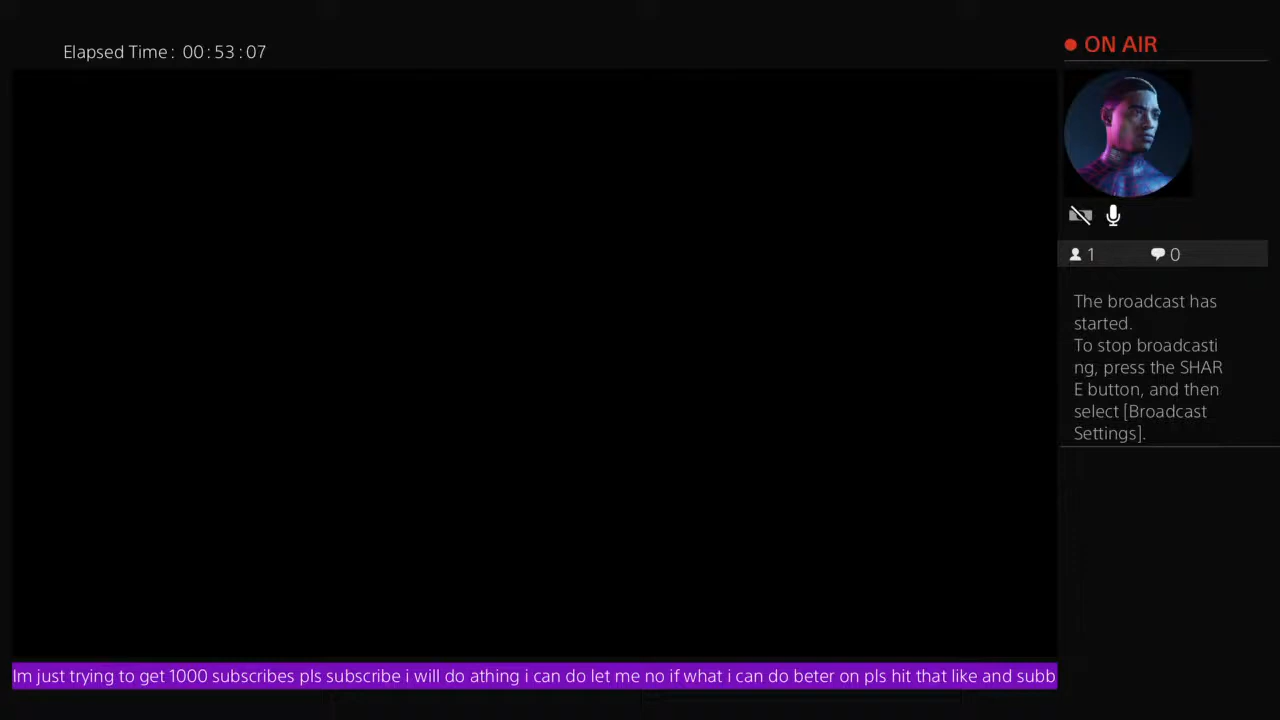 Elapsed Time: 00:53:07
ON AIR
1 0
The broadcast has
started.
To stop broadcasti
ng, press the SHAR
E button, and then
select [Broadcast
Settings].
Im just trying to get 1000 subscribes pls subscribe i will do athing i can do let me no if what i can do beter on pls hit that like and subb